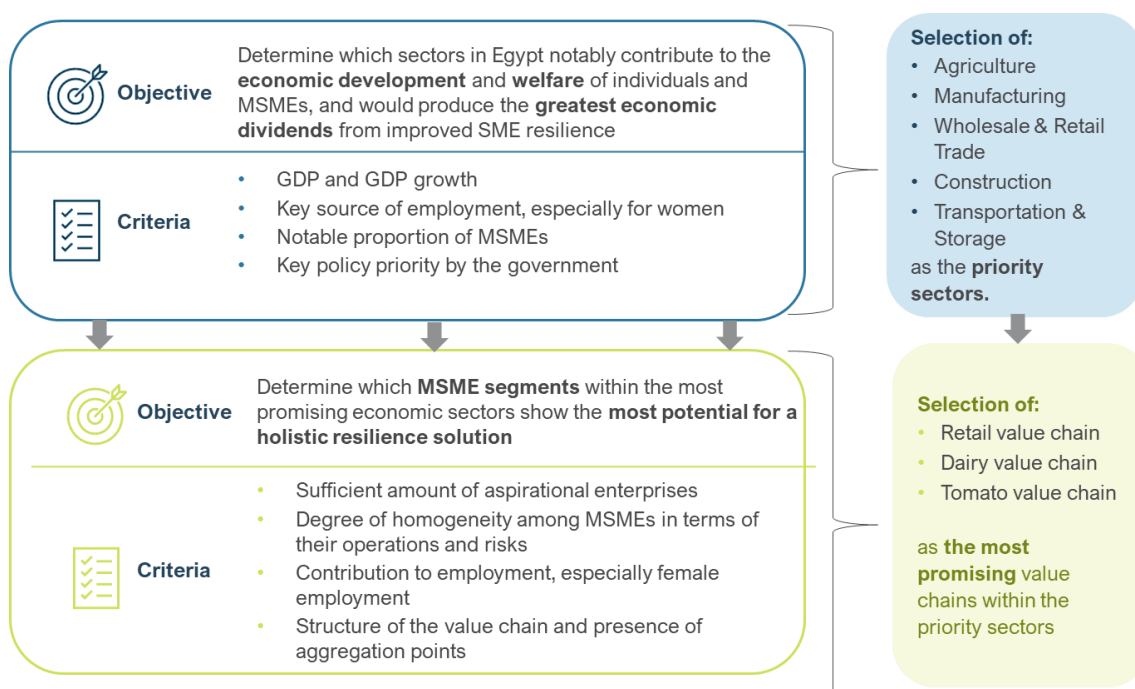 Objective
Determine which sectors in Egypt notably contribute to the
economic development and welfare of individuals and
MSMEs, and would produce the greatest economic
dividends from improved SME resilience
Criteria
• GDP and GDP growth
• Key source of employment, especially for women
• Notable proportion of MSMEs
• Key policy priority by the government
Selection of:
• Agriculture
• Manufacturing
• Wholesale & Retail
Trade
• Construction
• Transportation &
Storage
as the priority
sectors.
Objective
Determine which MSME segments within the most
promising economic sectors show the most potential for a
holistic resilience solution
Criteria
• Sufficient amount of aspirational enterprises
• Degree of homogeneity among MSMEs in terms of
their operations and risks
• Contribution to employment, especially female
employment
• Structure of the value chain and presence of
aggregation points
Selection of:
• Retail value chain
• Dairy value chain
• Tomato value chain
as the most
promising value
chains within the
priority sectors